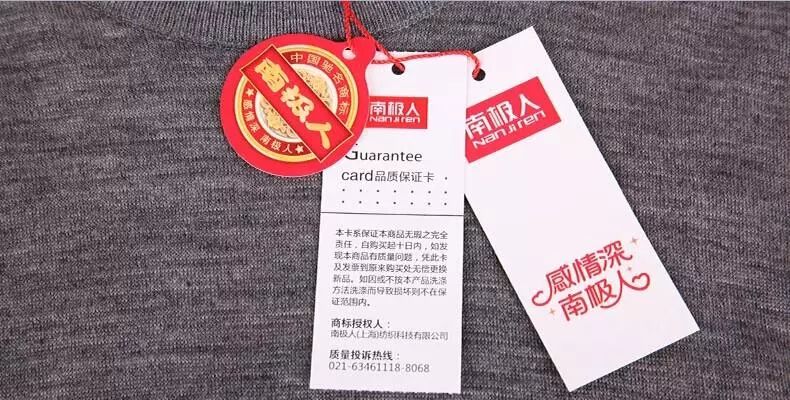 中国驰名商标
南极人
★感情深 南极人★
南极人
NanJiren
Guarantee
card品质保证卡
本卡系保证本商品无瑕之完全
责任，自购买起十日内，如发
现本商品有质量问题，凭此卡
及发票到原来购买处无偿更换
新品。如因或不按本产品洗涤
方法洗涤而导致损坏则不在保
证范围内。
商标授权人：
南极人(上海)纺织科技有限公司
质量投诉热线：
021-63461118-8068
南极人
NanJiren
感情深
南极人